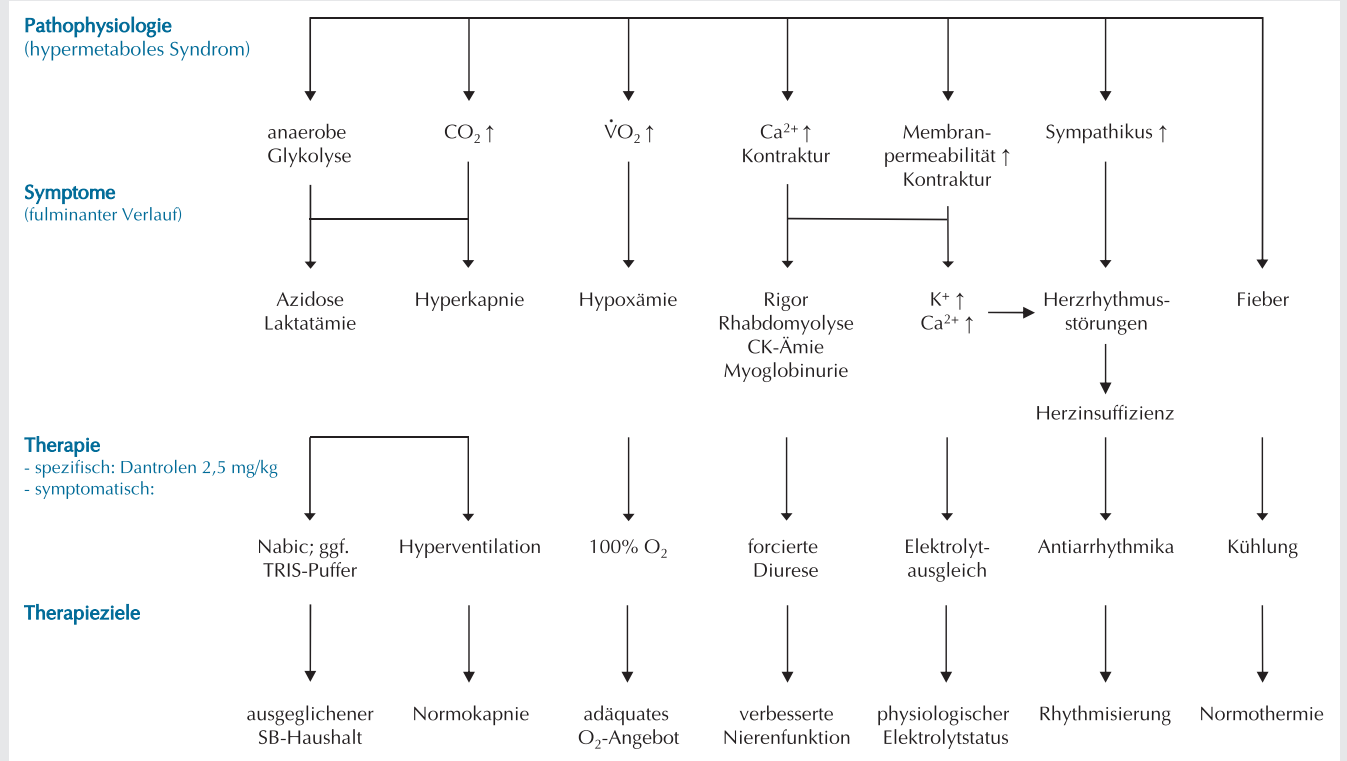 Pathophysiologie
(hypermetaboles Syndrom)
anaerobe
Glykolyse
CO₂ ↑
V̇O₂ ↑
Ca²⁺ ↑
Kontraktur
Membran-
permeabilität ↑
Kontraktur
Sympathikus ↑
Symptome
(fulminanter Verlauf)
Azidose
Laktatämie
Hyperkapnie
Hypoxämie
Rigor
Rhabdomyolyse
CK-Ämie
Myoglobinurie
K⁺ ↑
Ca²⁺ ↑
Herzrhythmus-
störungen
Herzinsuffizienz
Fieber
Therapie
- spezifisch: Dantrolen 2,5 mg/kg
- symptomatisch:
Nabic; ggf.
TRIS-Puffer
Hyperventilation
100% O₂
forcierte
Diurese
Elektrolyt-
ausgleich
Antiarrhythmika
Kühlung
Therapieziele
ausgeglichener
SB-Haushalt
Normokapnie
adäquates
O₂-Angebot
verbesserte
Nierenfunktion
physiologischer
Elektrolytstatus
Rhythmisierung
Normothermie